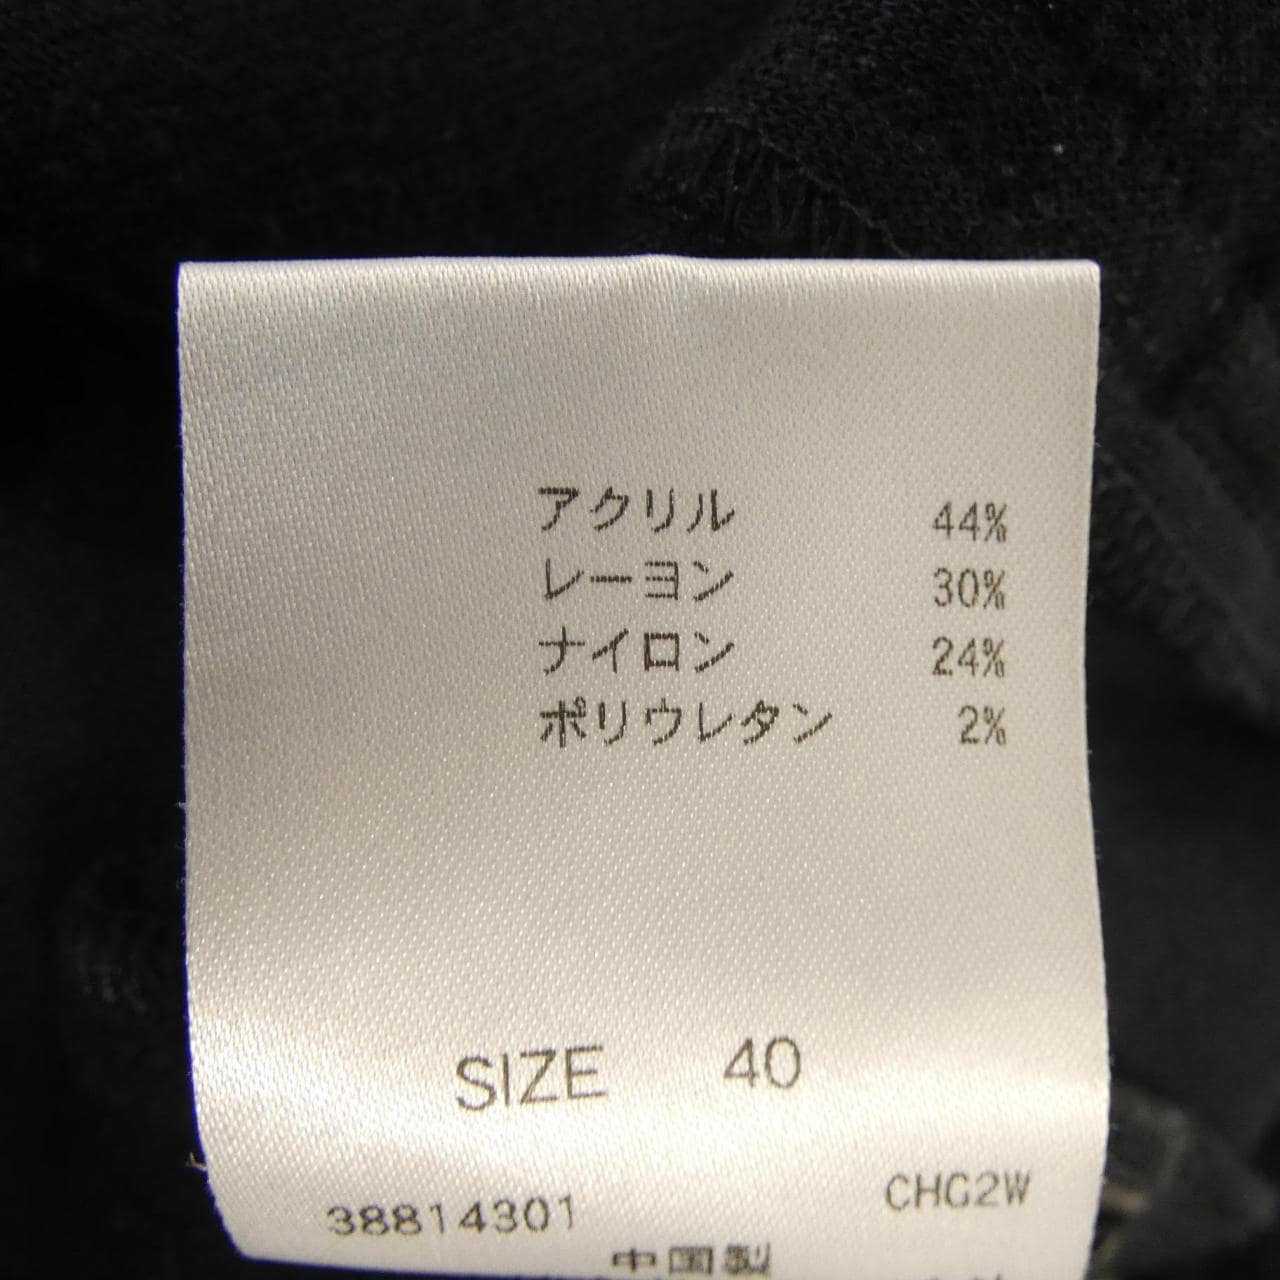 アクリル 44%
レーヨン 30%
ナイロン 24%
ポリウレタン 2%
SIZE 40
38814301 CHG2W
中国製